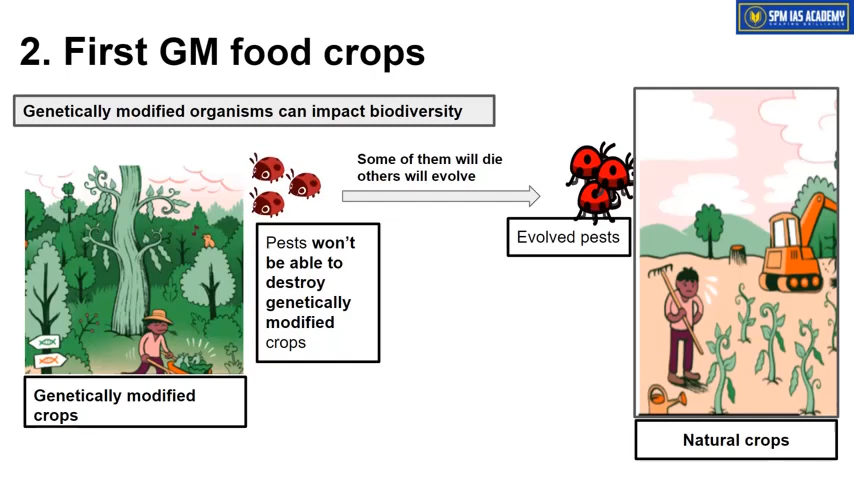 SPM IAS ACADEMY
SHAPING BRILLIANCE
2. First GM food crops
Genetically modified organisms can impact biodiversity
Some of them will die
others will evolve
Pests won't
be able to
destroy
genetically
modified
crops
Evolved pests
Genetically modified
crops
Natural crops